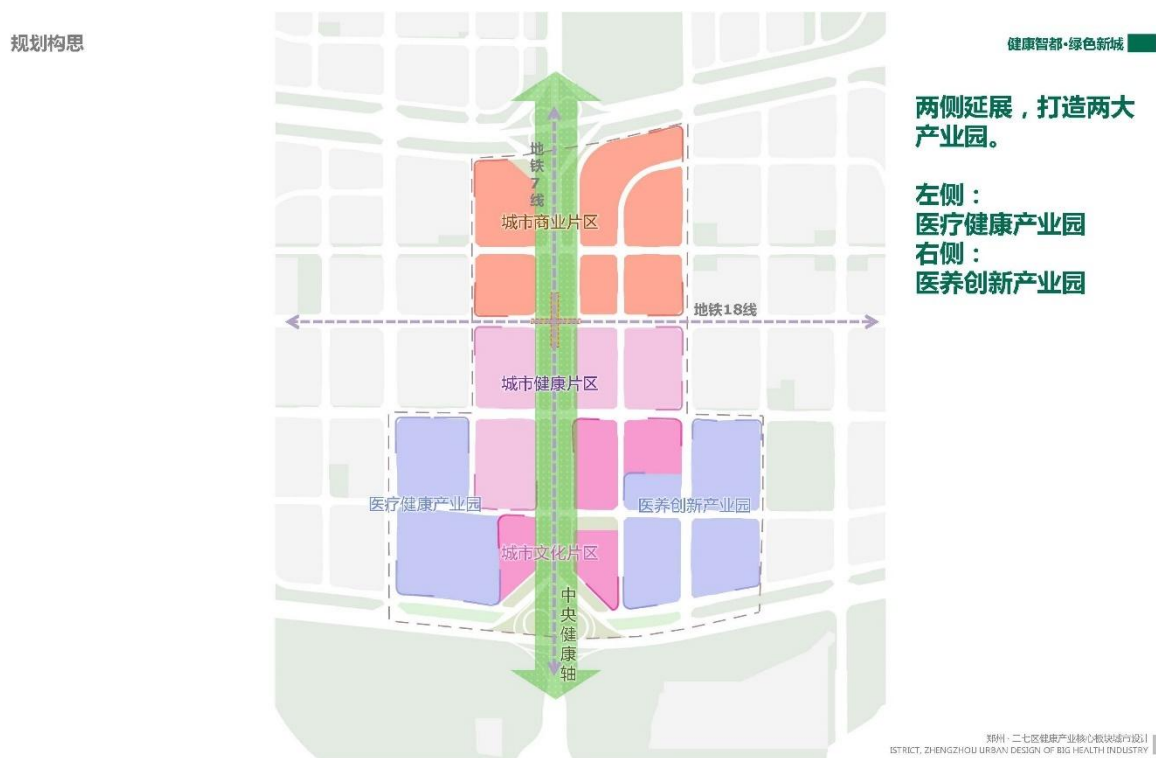 规划构思
健康智都·绿色新城
两侧延展，打造两大
产业园。
左侧：
医疗健康产业园
右侧：
医养创新产业园
地铁7线
城市商业片区
地铁18线
城市健康片区
医疗健康产业园
医养创新产业园
城市文化片区
中央健康轴
郑州·二七区健康产业核心板块城市设计
ISTRICT, ZHENGZHOU URBAN DESIGN OF BIG HEALTH INDUSTRY